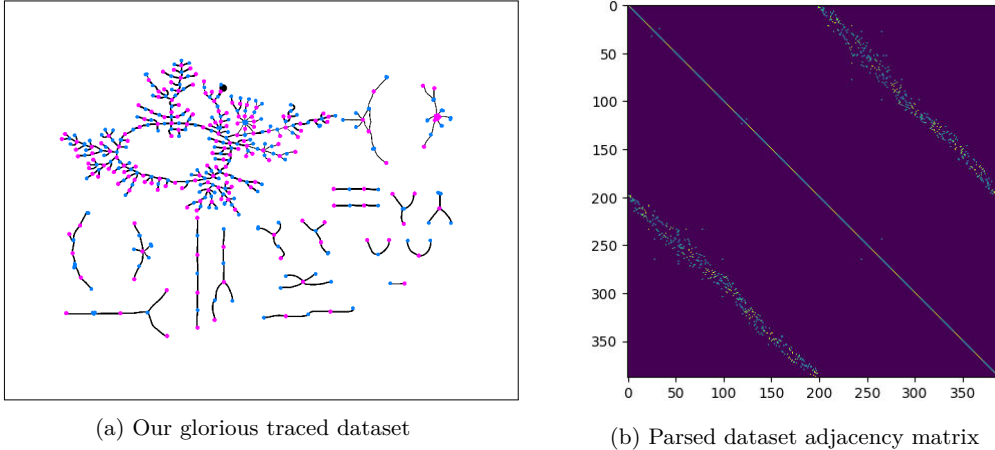 0
50
100
150
200
250
300
350
0 50 100 150 200 250 300 350
(a) Our glorious traced dataset
(b) Parsed dataset adjacency matrix